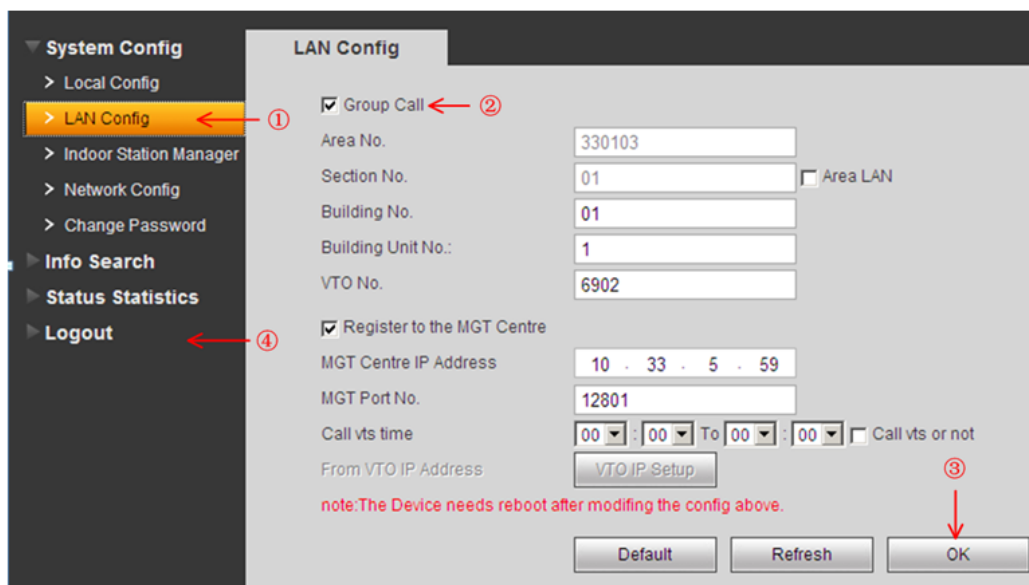 System Config
Local Config
LAN Config ①
Indoor Station Manager
Network Config
Change Password
Info Search
Status Statistics
Logout ④
LAN Config
Group Call ②
Area No. 330103
Section No. 01 Area LAN
Building No. 01
Building Unit No.: 1
VTO No. 6902
Register to the MGT Centre
MGT Centre IP Address 10 . 33 . 5 . 59
MGT Port No. 12801
Call vts time 00 : 00 To 00 : 00 Call vts or not
From VTO IP Address VTO IP Setup
③
note:The Device needs reboot after modifing the config above.
Default Refresh OK